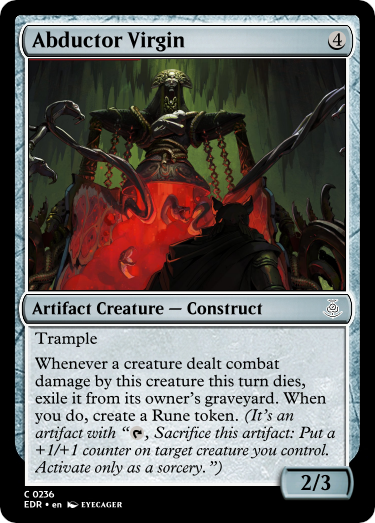 Abductor Virgin 4
Artifact Creature — Construct
Trample
Whenever a creature dealt combat
damage by this creature this turn dies,
exile it from its owner's graveyard. When
you do, create a Rune token. (It's an
artifact with “, Sacrifice this artifact: Put a
+1/+1 counter on target creature you control.
Activate only as a sorcery.”)
2/3
C 0236
EDR • en EYECAGER